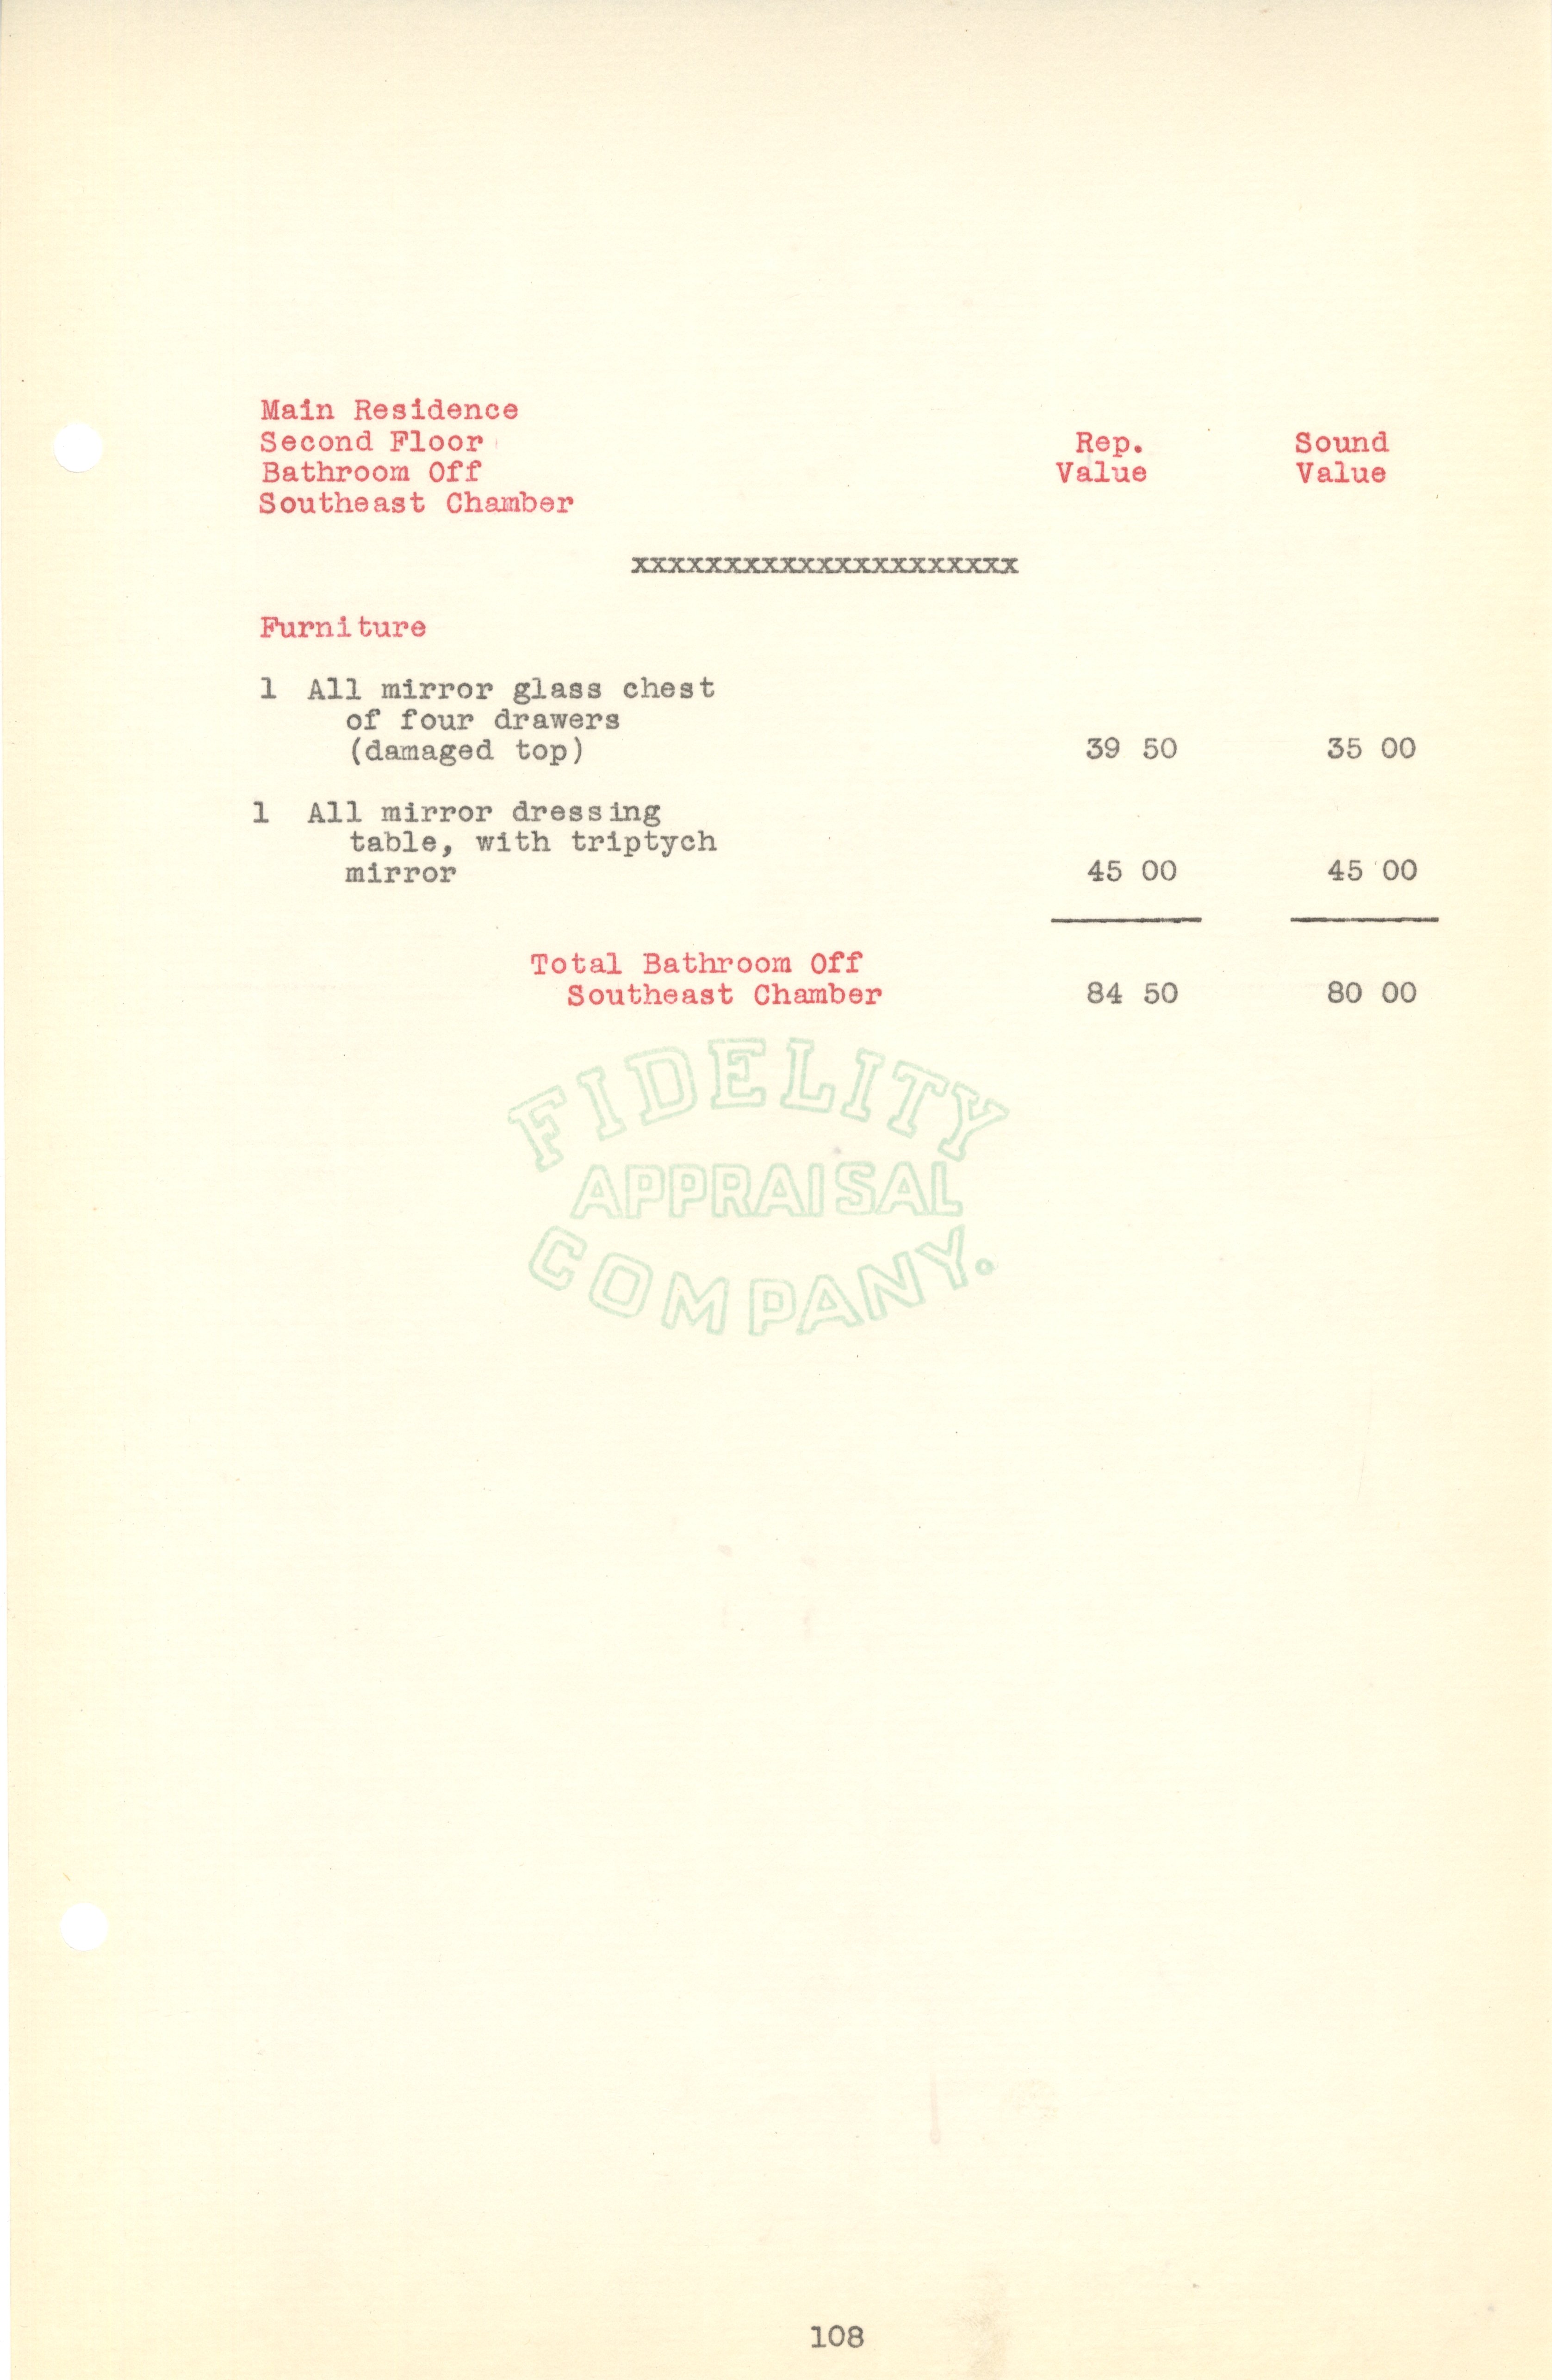 Main Residence
Second Floor Rep. Sound
Bathroom Off Value Value
Southeast Chamber
xxxxxxxxxxxxxxxxxxxxx
Furniture
1 All mirror glass chest
of four drawers
(damaged top) 39 50 35 00
1 All mirror dressing
table, with triptych
mirror 45 00 45 00
Total Bathroom Off
Southeast Chamber 84 50 80 00
FIDELITY
APPRAISAL
COMPANY.
108